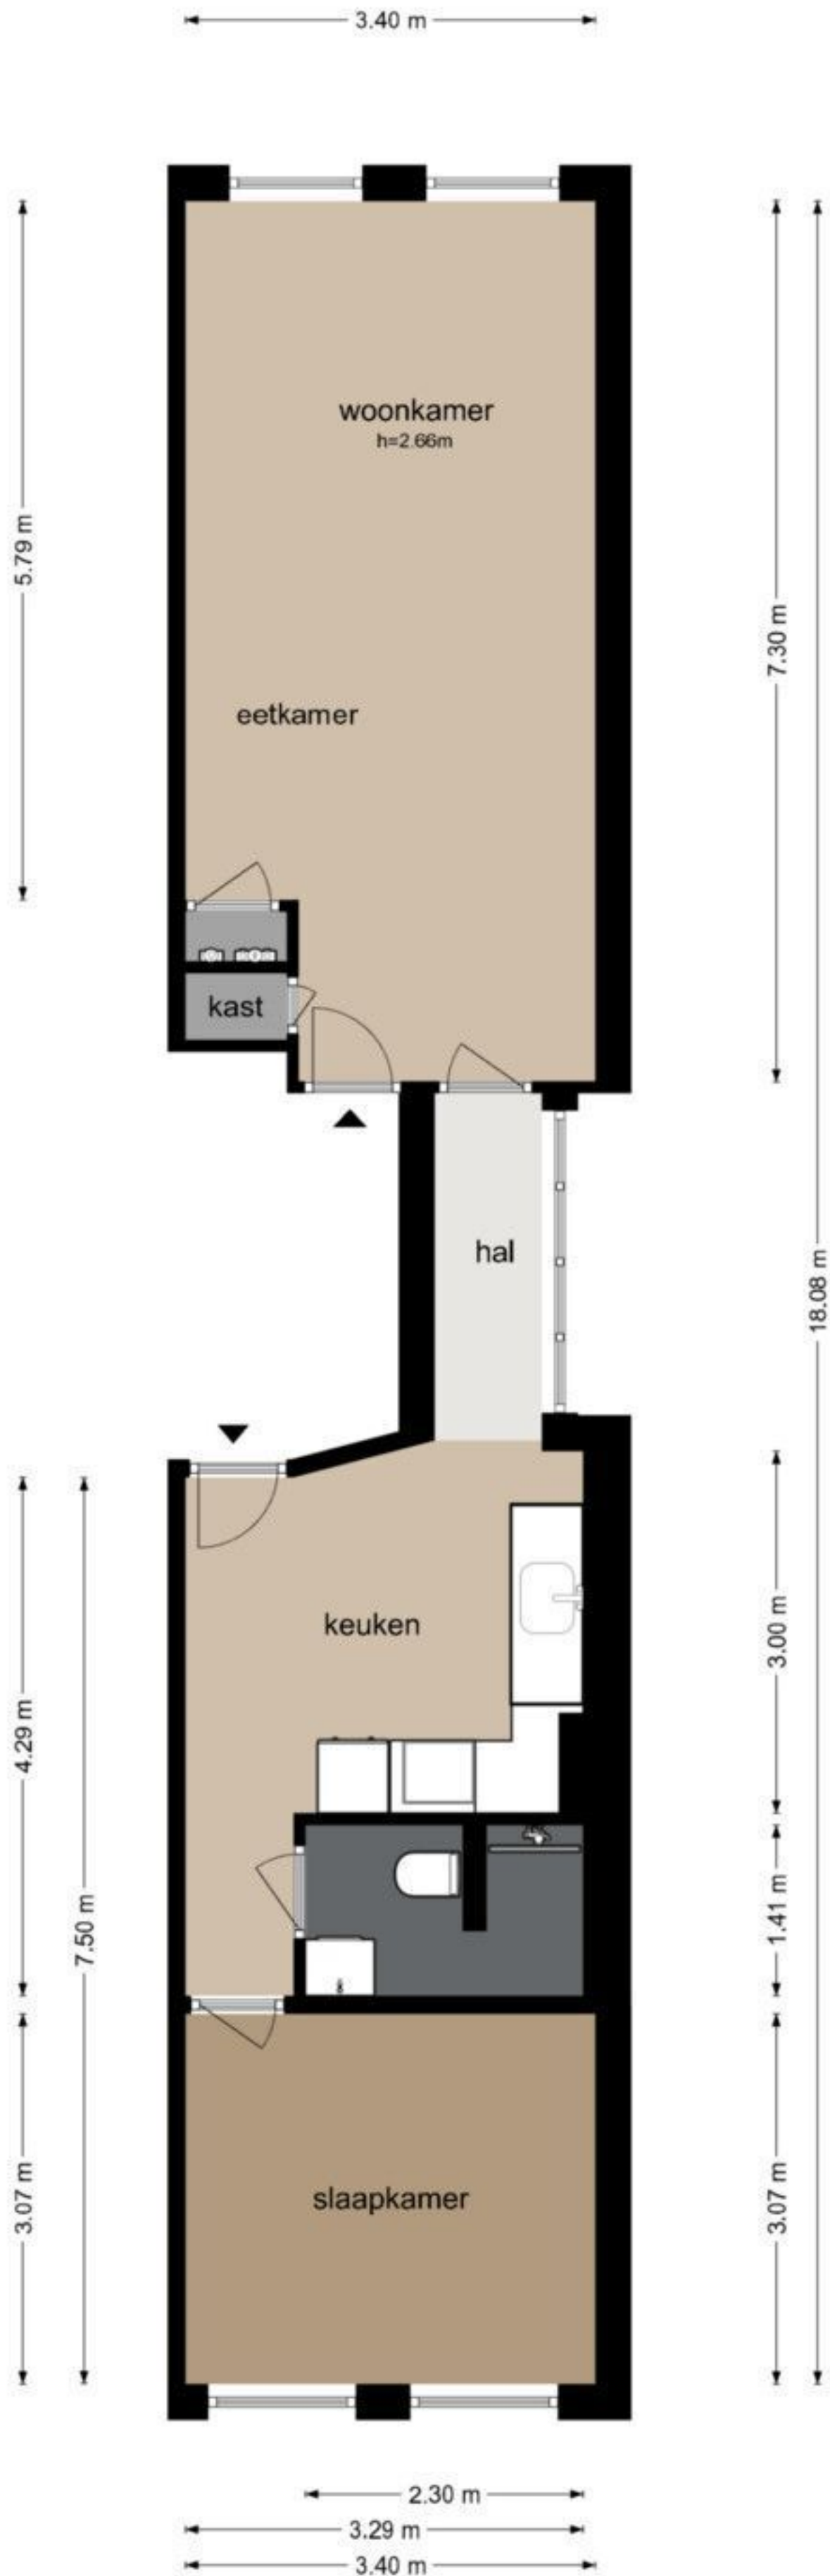 3.40 m
woonkamer
h=2.66m
5.79 m
7.30 m
eetkamer
kast
hal
18.08 m
keuken
3.00 m
4.29 m
1.41 m
7.50 m
slaapkamer
3.07 m
3.07 m
2.30 m
3.29 m
3.40 m